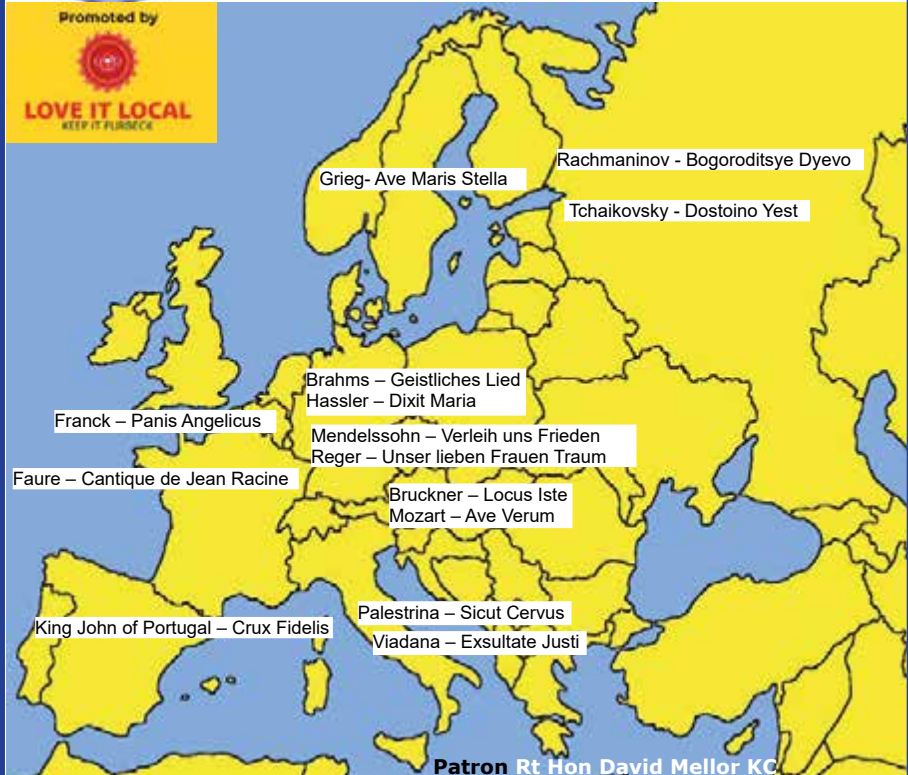 Promoted by
LOVE IT LOCAL
KEEP IT PURBECK
Rachmaninov - Bogoroditsye Dyevo
Grieg- Ave Maris Stella
Tchaikovsky - Dostoino Yest
Brahms – Geistliches Lied
Hassler – Dixit Maria
Franck – Panis Angelicus
Mendelssohn – Verleih uns Frieden
Reger – Unser lieben Frauen Traum
Faure – Cantique de Jean Racine
Bruckner – Locus Iste
Mozart – Ave Verum
Palestrina – Sicut Cervus
King John of Portugal – Crux Fidelis
Viadana – Exsultate Justi
Patron Rt Hon David Mellor KC